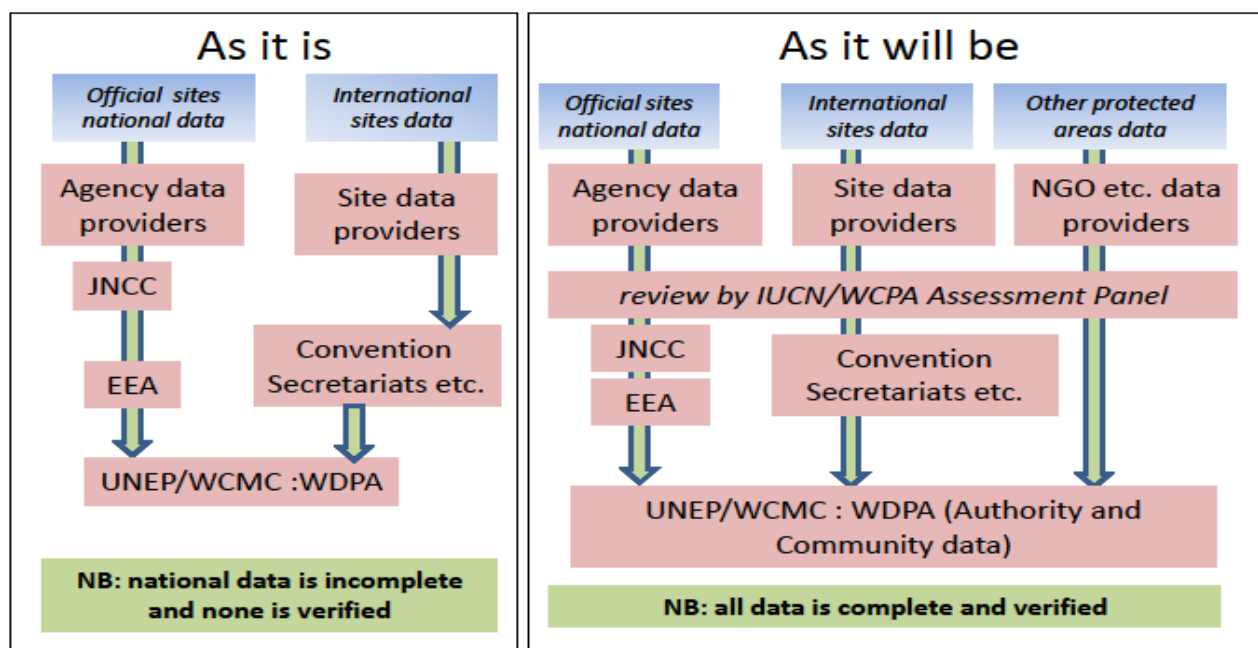 As it is
Official sites
national data
International
sites data
Agency data
providers
Site data
providers
JNCC
Convention
Secretariats etc.
EEA
UNEP/WCMC :WDPA
NB: national data is incomplete
and none is verified
As it will be
Official sites
national data
International
sites data
Other protected
areas data
Agency data
providers
Site data
providers
NGO etc. data
providers
review by IUCN/WCPA Assessment Panel
JNCC
EEA
Convention
Secretariats etc.
UNEP/WCMC : WDPA (Authority and
Community data)
NB: all data is complete and verified